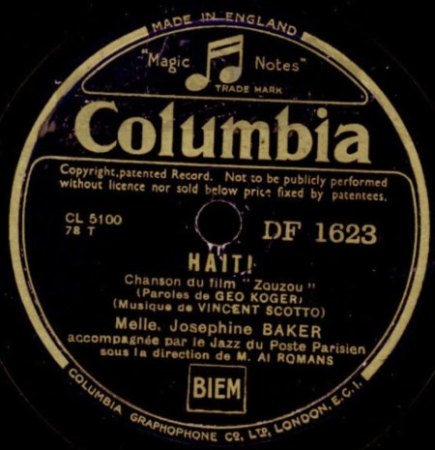 MADE IN ENGLAND
"Magic Notes"
TRADE MARK
Columbia
Copyright,patented Record. Not to be publicly performed
without licence nor sold below price fixed by patentees.
CL 5100
78 T
DF 1623
HAITI
Chanson du film "Zouzou"
(Paroles de GEO KOGER)
(Musique de VINCENT SCOTTO)
Melle. Josephine BAKER
accompagnée par le Jazz du Poste Parisien
sous la direction de M. Al ROMANS
BIEM
COLUMBIA GRAPHOPHONE CO, LTD, LONDON, E.C.I.